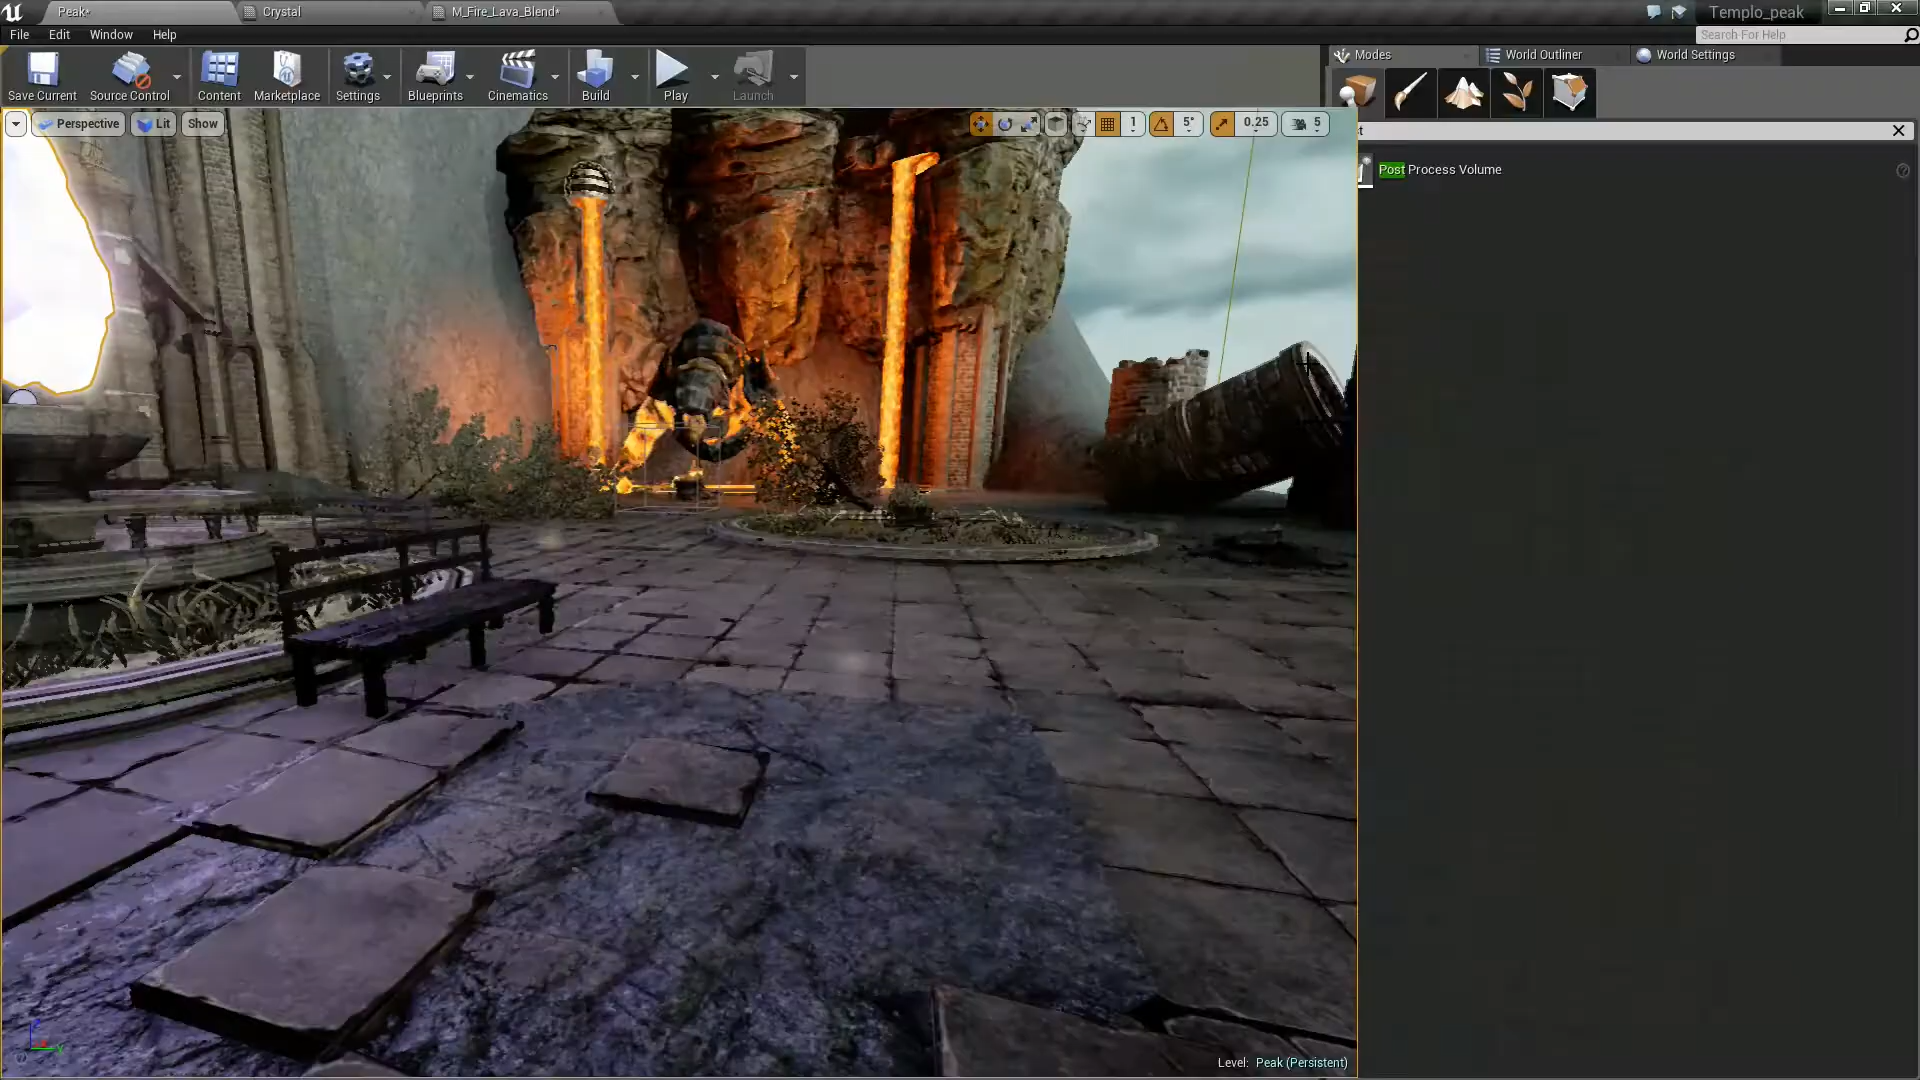 Peak*
Crystal
M_Fire_Lava_Blend*
Templo_peak
File
Edit
Window
Help
Search For Help
Save Current
Source Control
Content
Marketplace
Settings
Blueprints
Cinematics
Build
Play
Launch
Modes
World Outliner
World Settings
Perspective
Lit
Show
1
5°
0.25
5
t
Post Process Volume
Level: Peak (Persistent)